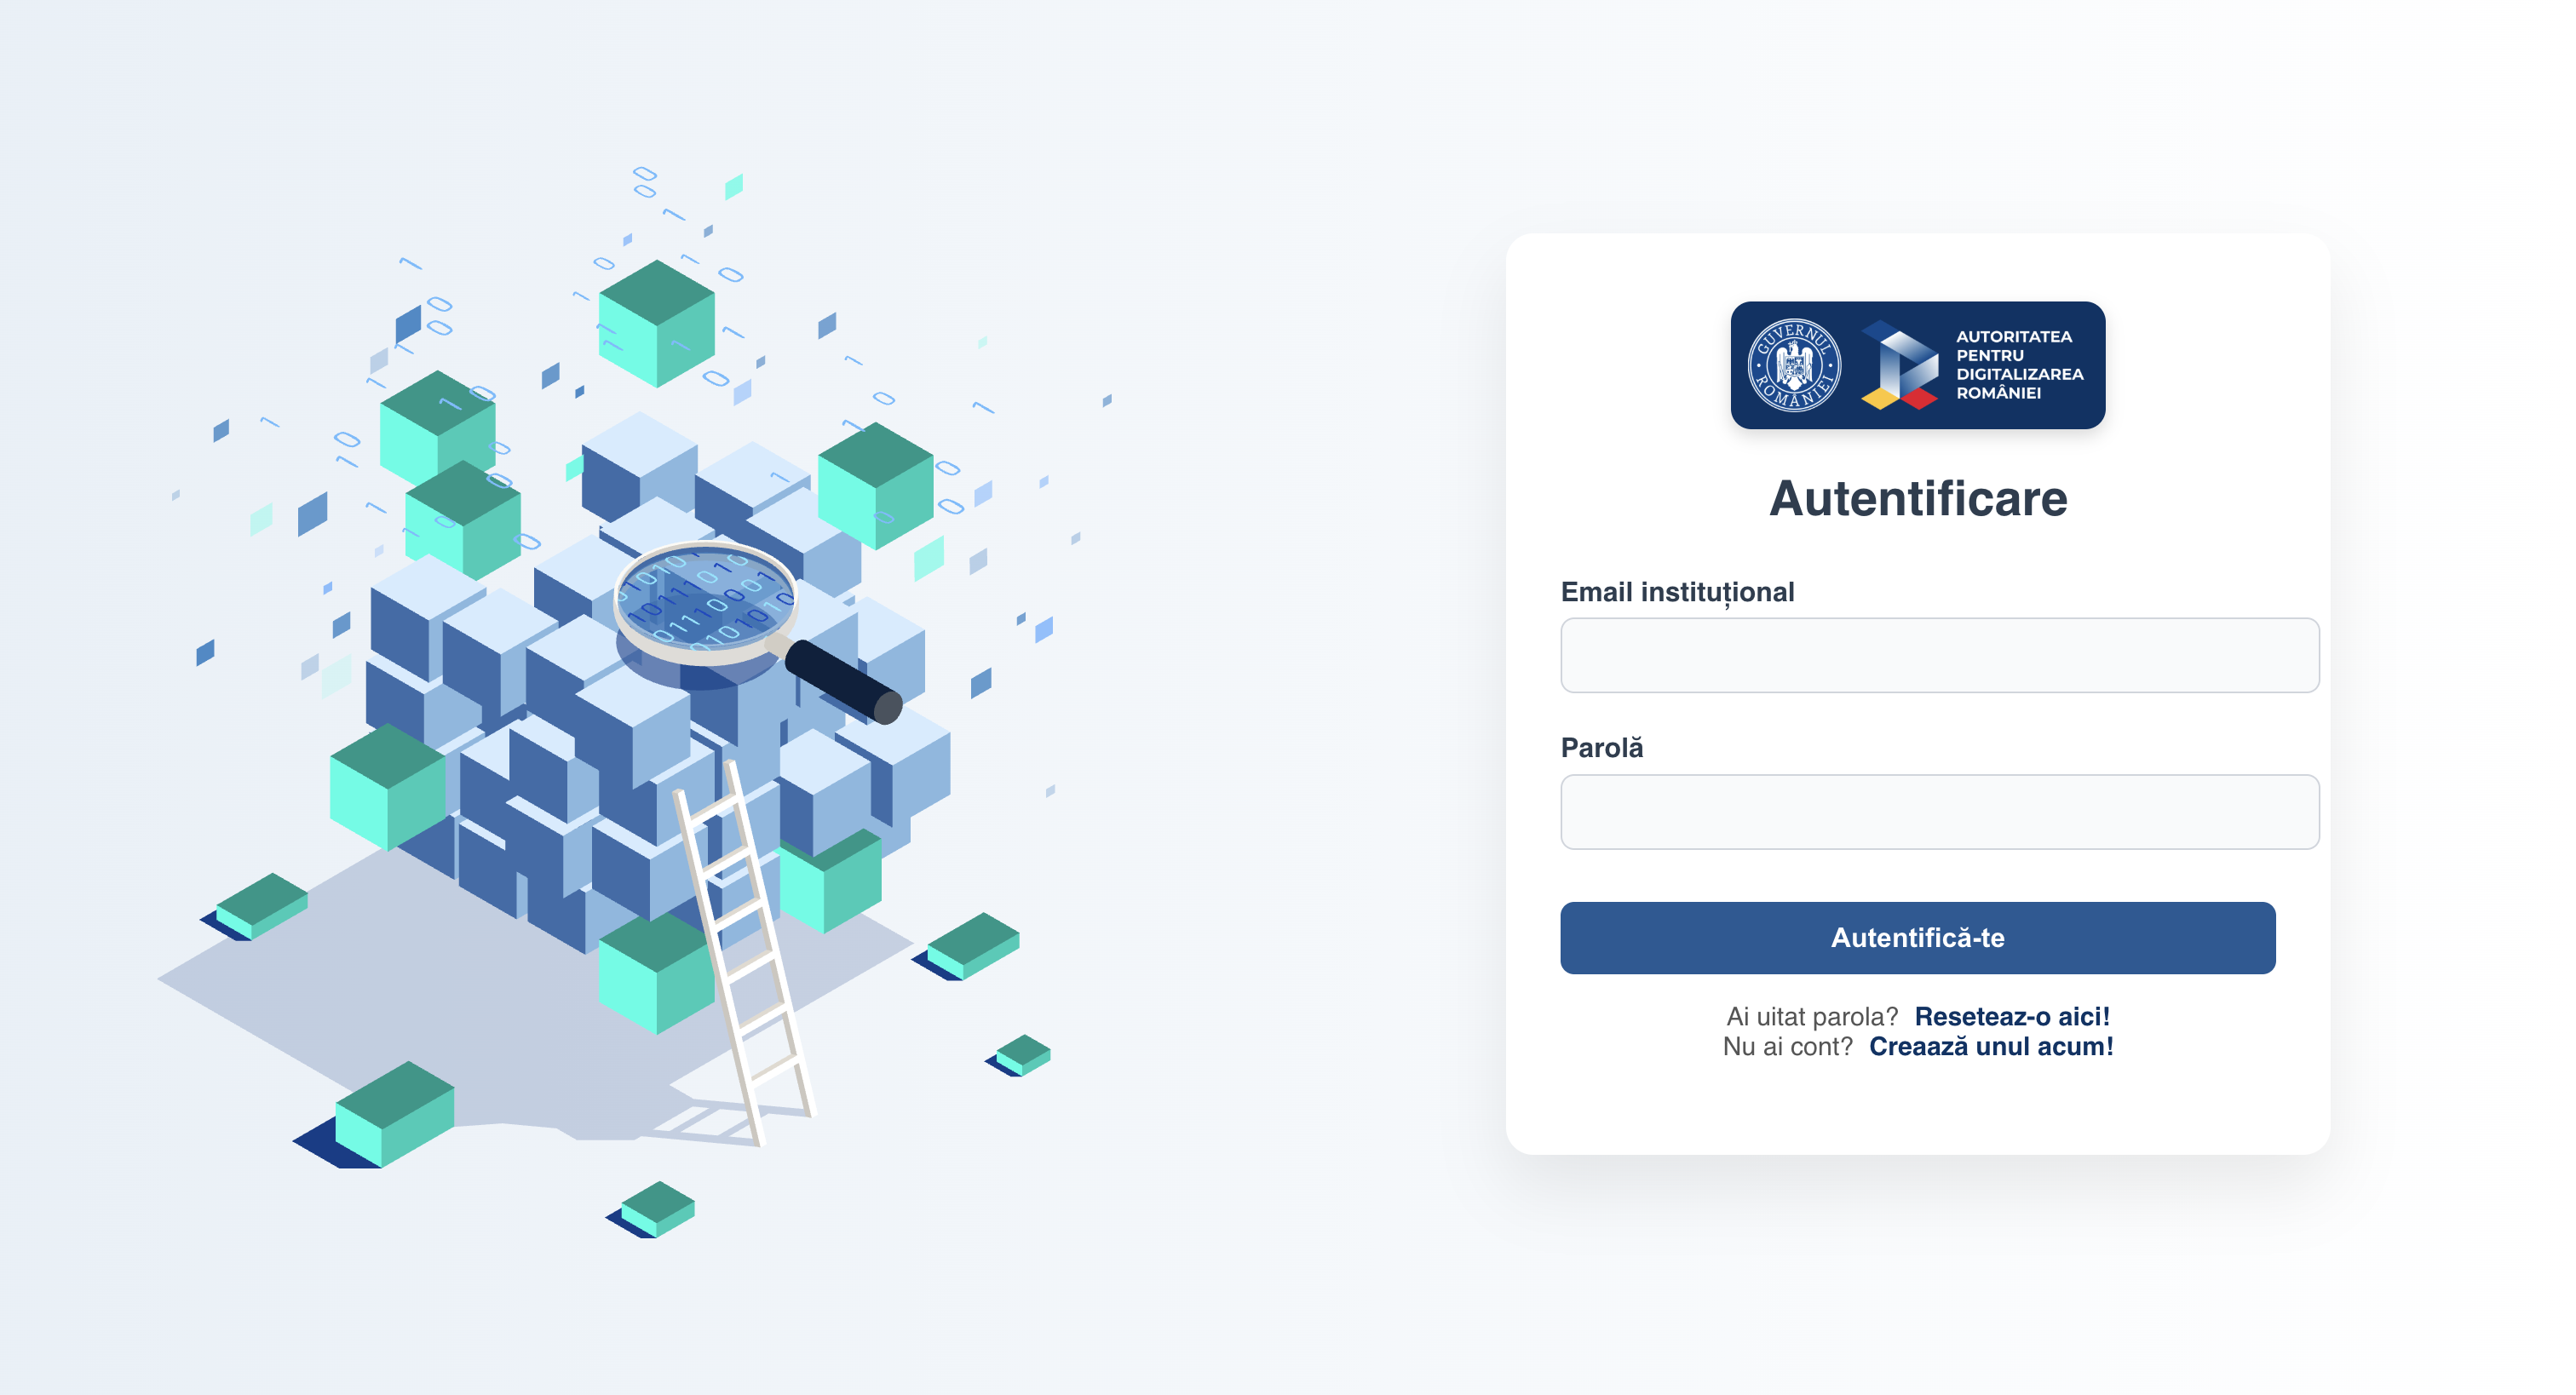 GUVERNUL ROMÂNIEI
AUTORITATEA
PENTRU
DIGITALIZAREA
ROMÂNIEI
Autentificare
Email instituțional
Parolă
Autentifică-te
Ai uitat parola? Reseteaz-o aici!
Nu ai cont? Creaază unul acum!